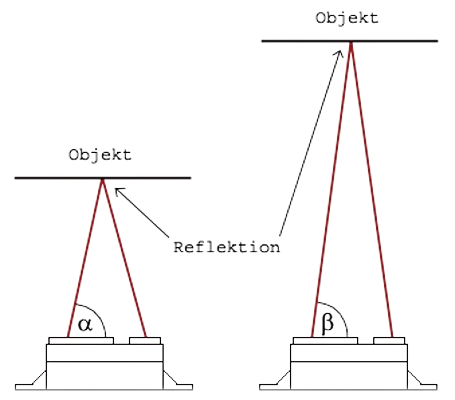 Objekt
Objekt
Reflektion
α
β